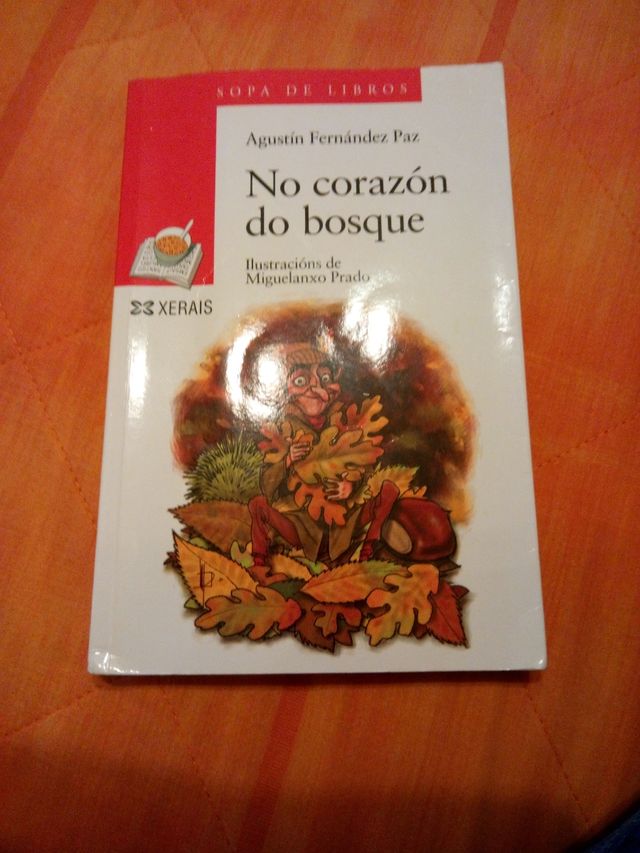 SOPA DE LIBROS
Agustín Fernández Paz
No corazón
do bosque
Ilustracións de
Miguelanxo Prado
XERAIS